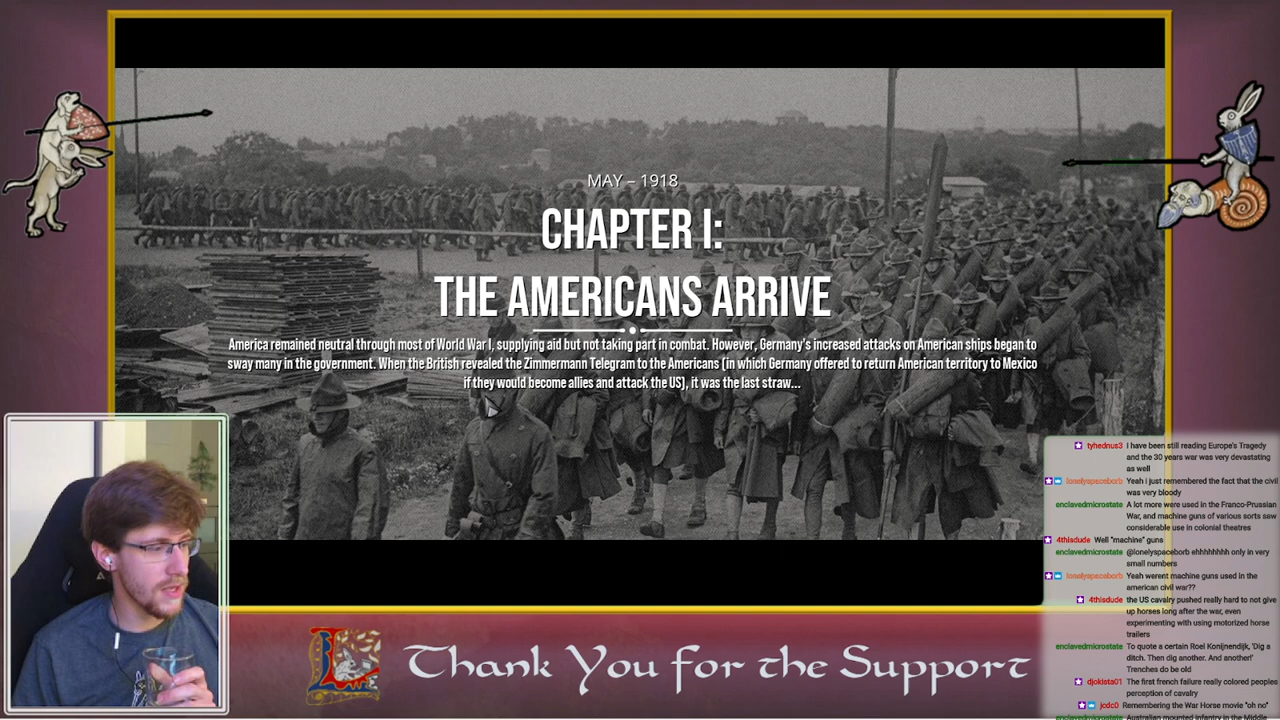 MAY – 1918
CHAPTER I:
THE AMERICANS ARRIVE
America remained neutral through most of World War I, supplying aid but not taking part in combat. However, Germany's increased attacks on American ships began to
sway many in the government. When the British revealed the Zimmermann Telegram to the Americans (in which Germany offered to return American territory to Mexico
if they would become allies and attack the US), it was the last straw...
tyhednus3 I have been still reading Europe's Tragedy
and the 30 years war was very devastating
as well
lonelyspaceborb Yeah i just remembered the fact that the civil
was very bloody
enclavedmicrostate A lot more were used in the Franco-Prussian
War, and machine guns of various sorts saw
considerable use in colonial theatres
4thisdude Well "machine" guns
enclavedmicrostate @lonelyspaceborb ehhhhhhhh only in very
small numbers
lonelyspaceborb Yeah werent machine guns used in the
american civil war??
4thisdude the US cavalry pushed really hard to not give
up horses long after the war, even
experimenting with using motorized horse
trailers
enclavedmicrostate To quote a certain Roel Konijnendijk, 'Dig a
ditch. Then dig another. And another!'
Trenches do be old
djokista01 The first french failure really colored peoples
perception of cavalry
jcdc0 Remembering the War Horse movie "oh no"
enclavedmicrostate Australian mounted infantry in the Middle
Thank You for the Support